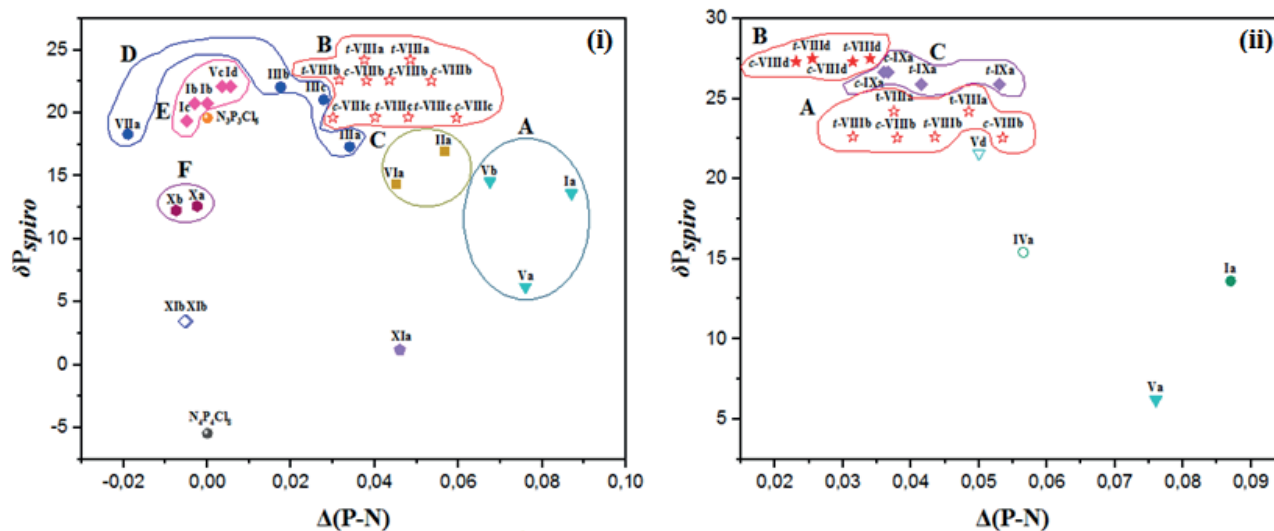 (i)
δPspiro
25
20
15
10
5
0
-5
D
B
t-VIIIa t-VIIIa
t-VIIIb c-VIIIb t-VIIIb c-VIIIb
Vc Id
IIIb
Ib Ib
IIIc
c-VIIIc t-VIIIc t-VIIIc c-VIIIc
E
Ic
N₃P₃Cl₆
VIIa
IIIa
C
A
IIa
VIa
Vb
Ia
F
Xb Xa
Va
XIb XIb
XIa
N₄P₄Cl₈
-0,02 0,00 0,02 0,04 0,06 0,08 0,10
Δ(P-N)
(ii)
δPspiro
30
25
20
15
10
5
B
t-VIIId t-VIIId
c-VIIId c-VIIId
c-IXa
C
c-IXa t-IXa t-IXa
A
t-VIIIa t-VIIIa
t-VIIIb c-VIIIb t-VIIIb c-VIIIb
Vd
IVa
Ia
Va
0,02 0,03 0,04 0,05 0,06 0,07 0,08 0,09
Δ(P-N)